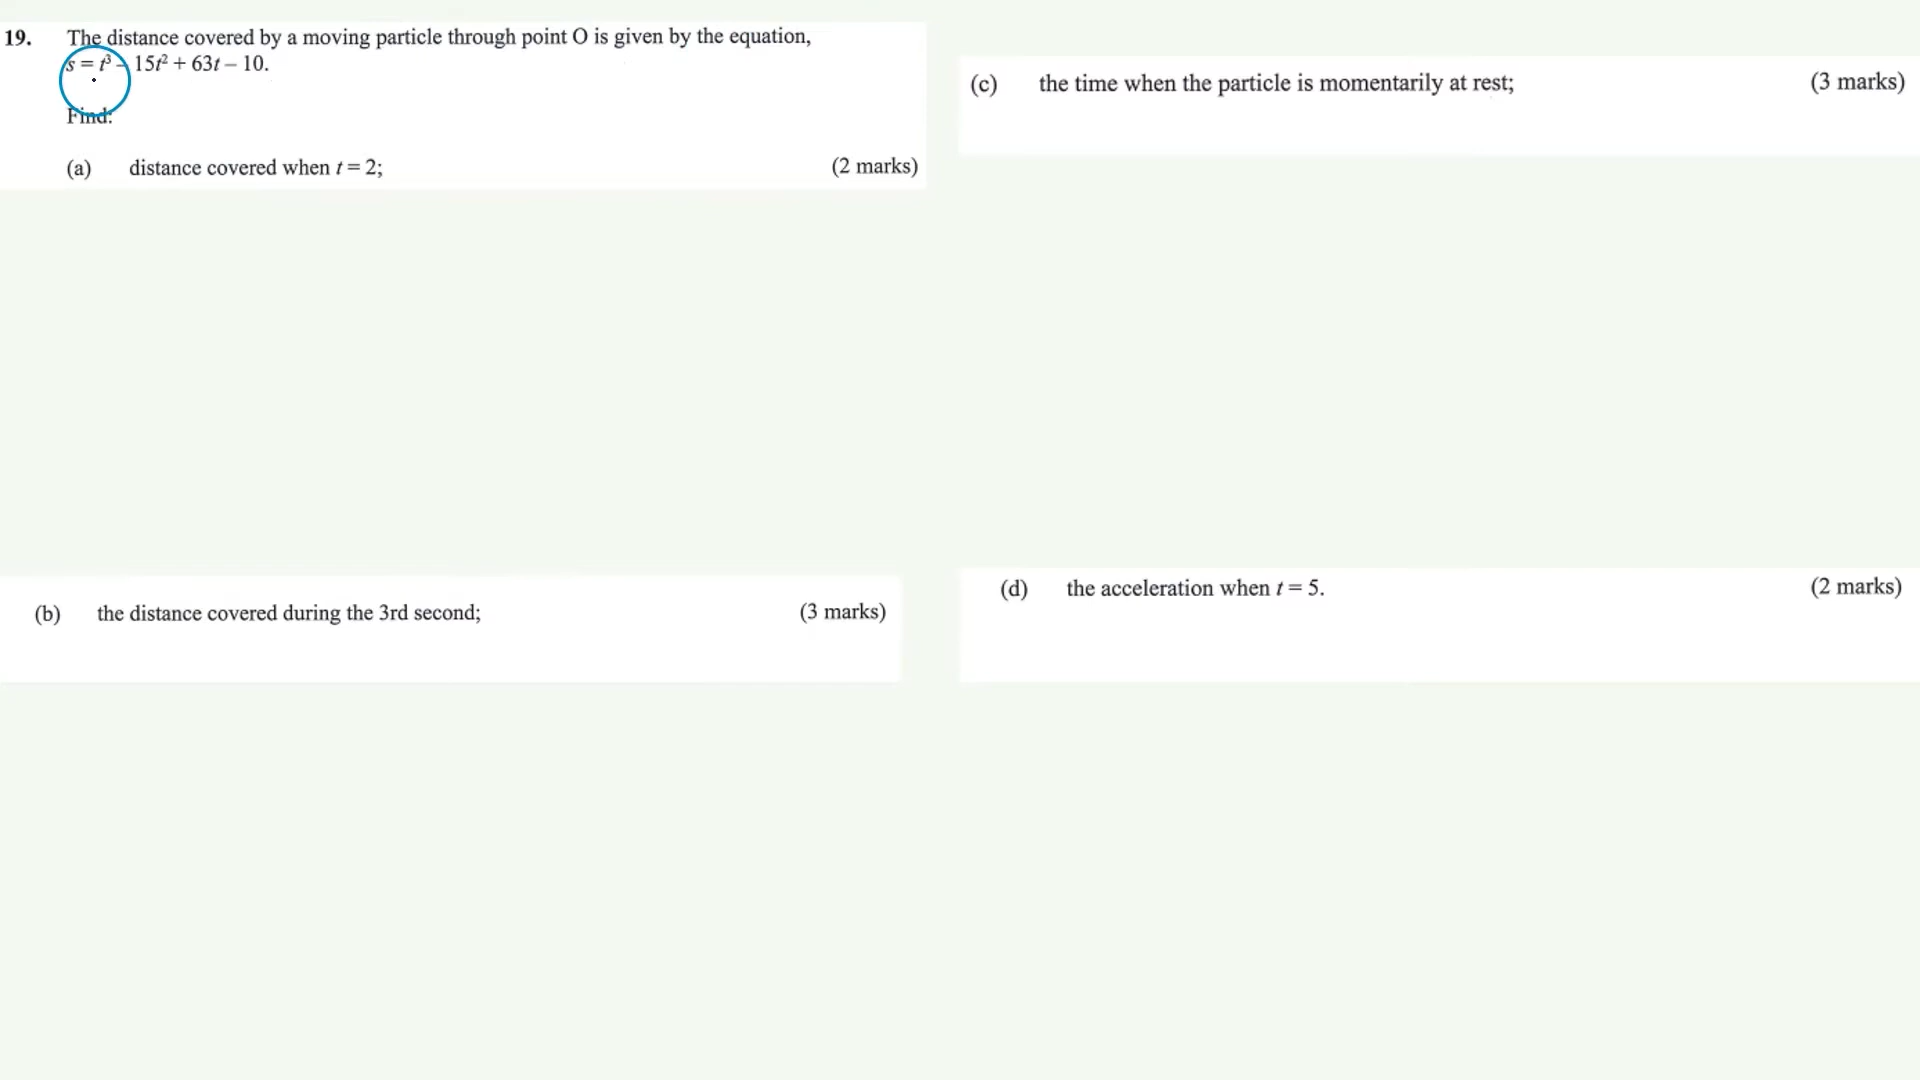 19. The distance covered by a moving particle through point O is given by the equation,
s = t³ – 15t² + 63t – 10.
Find:
(a) distance covered when t = 2; (2 marks)
(b) the distance covered during the 3rd second; (3 marks)
(c) the time when the particle is momentarily at rest; (3 marks)
(d) the acceleration when t = 5. (2 marks)